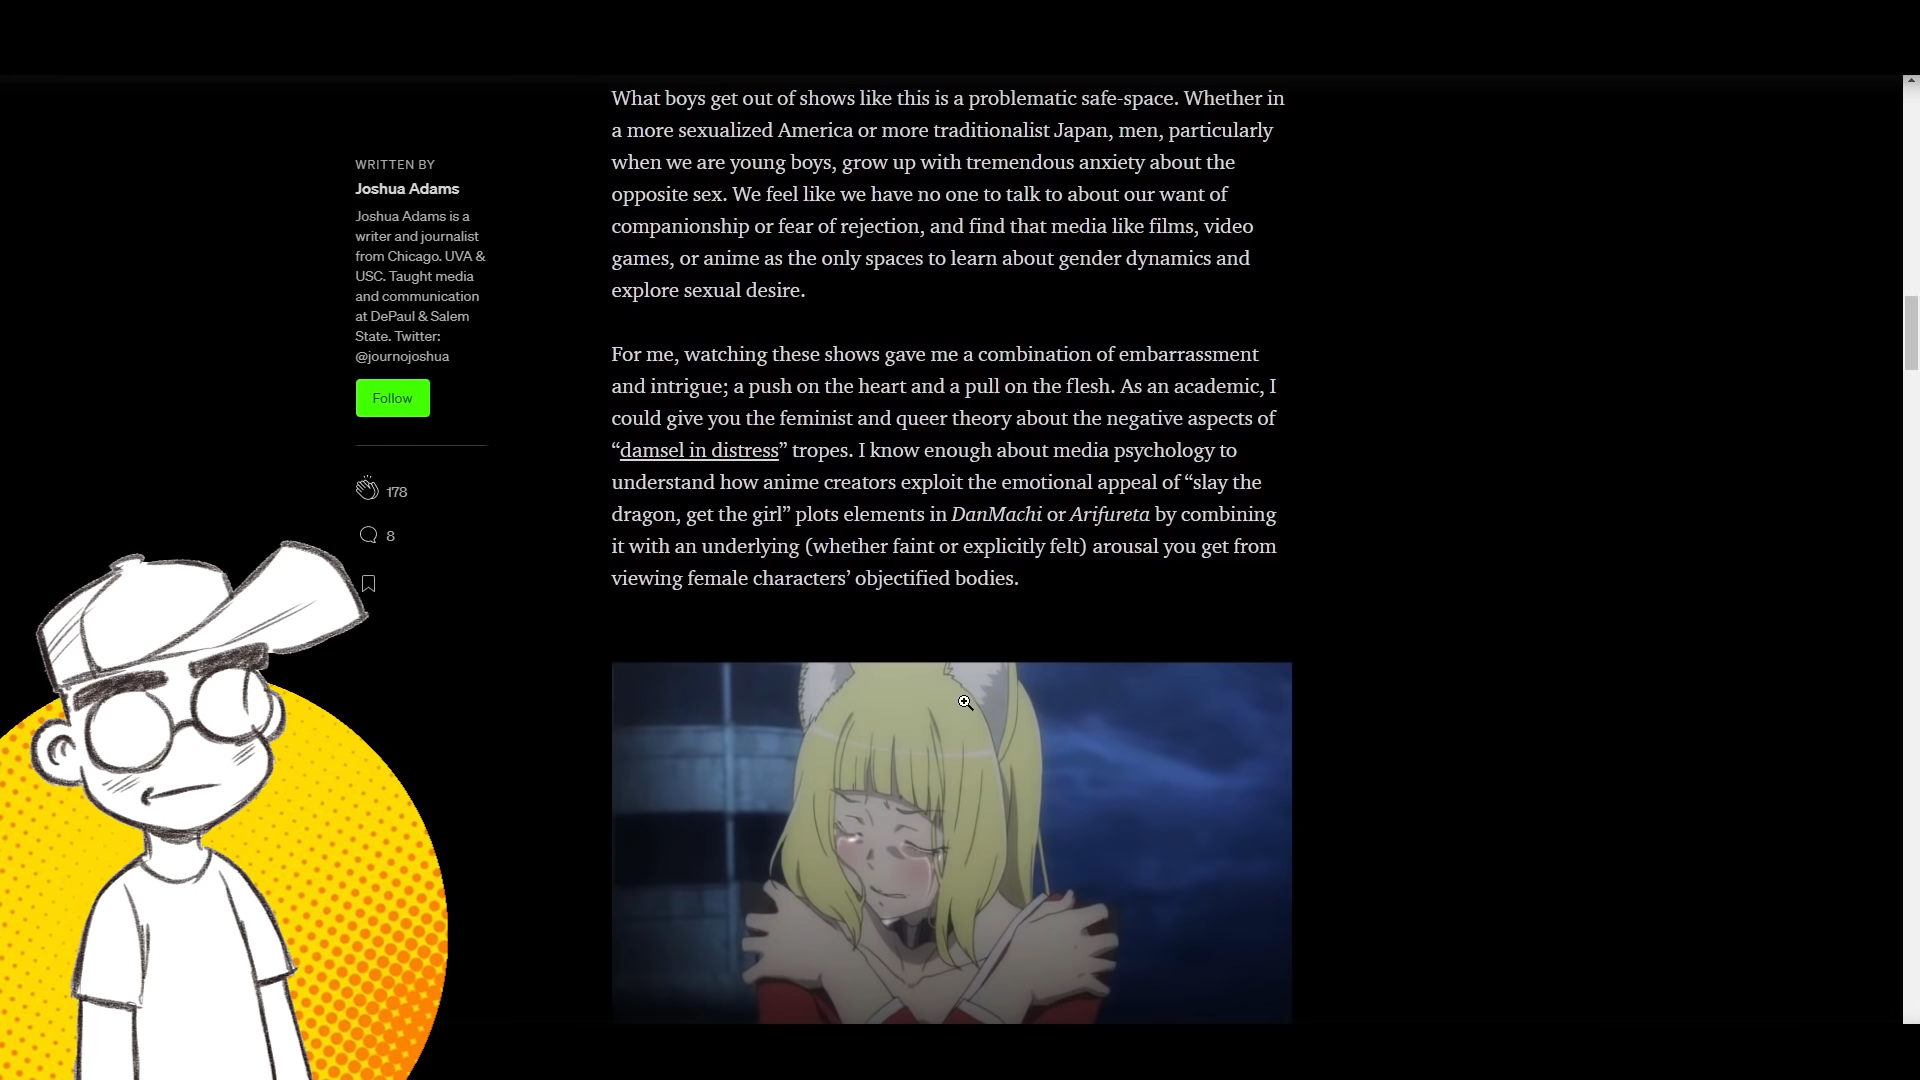 WRITTEN BY
Joshua Adams
Joshua Adams is a
writer and journalist
from Chicago. UVA &
USC. Taught media
and communication
at DePaul & Salem
State. Twitter:
@journojoshua
Follow
178
8
What boys get out of shows like this is a problematic safe-space. Whether in
a more sexualized America or more traditionalist Japan, men, particularly
when we are young boys, grow up with tremendous anxiety about the
opposite sex. We feel like we have no one to talk to about our want of
companionship or fear of rejection, and find that media like films, video
games, or anime as the only spaces to learn about gender dynamics and
explore sexual desire.
For me, watching these shows gave me a combination of embarrassment
and intrigue; a push on the heart and a pull on the flesh. As an academic, I
could give you the feminist and queer theory about the negative aspects of
“damsel in distress” tropes. I know enough about media psychology to
understand how anime creators exploit the emotional appeal of “slay the
dragon, get the girl” plots elements in DanMachi or Arifureta by combining
it with an underlying (whether faint or explicitly felt) arousal you get from
viewing female characters’ objectified bodies.